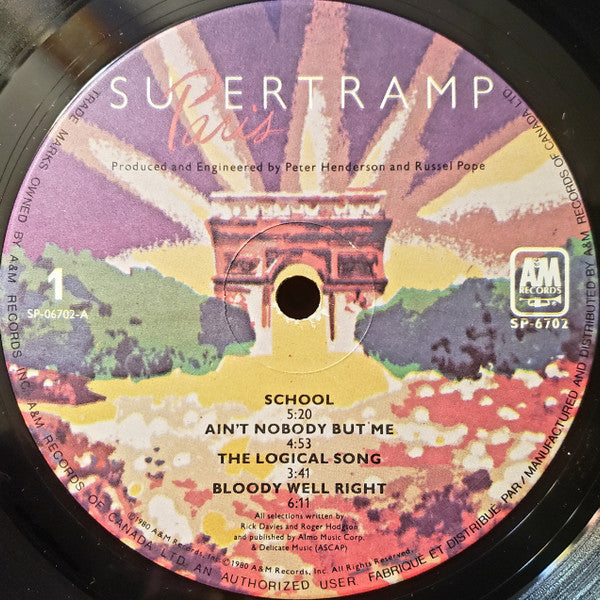 SUPERTRAMP
Paris
Produced and Engineered by Peter Henderson and Russel Pope
1
SP-06702-A
A&M
RECORDS
SP-6702
SCHOOL
5:20
AIN'T NOBODY BUT ME
4:53
THE LOGICAL SONG
3:41
BLOODY WELL RIGHT
6:11
All selections written by
Rick Davies and Roger Hodgson
and published by Almo Music Corp.
& Delicate Music (ASCAP)
©1980 A&M Records, Inc. ℗1980 A&M Records, Inc. All Rights Reserved.
TRADE MARKS OWNED BY A&M RECORDS INC. A&M RECORDS OF CANADA LTD. AN AUTHORIZED USER FABRIQUE ET DISTRIBUE PAR / MANUFACTURED AND DISTRIBUTED BY A&M RECORDS OF CANADA LTD